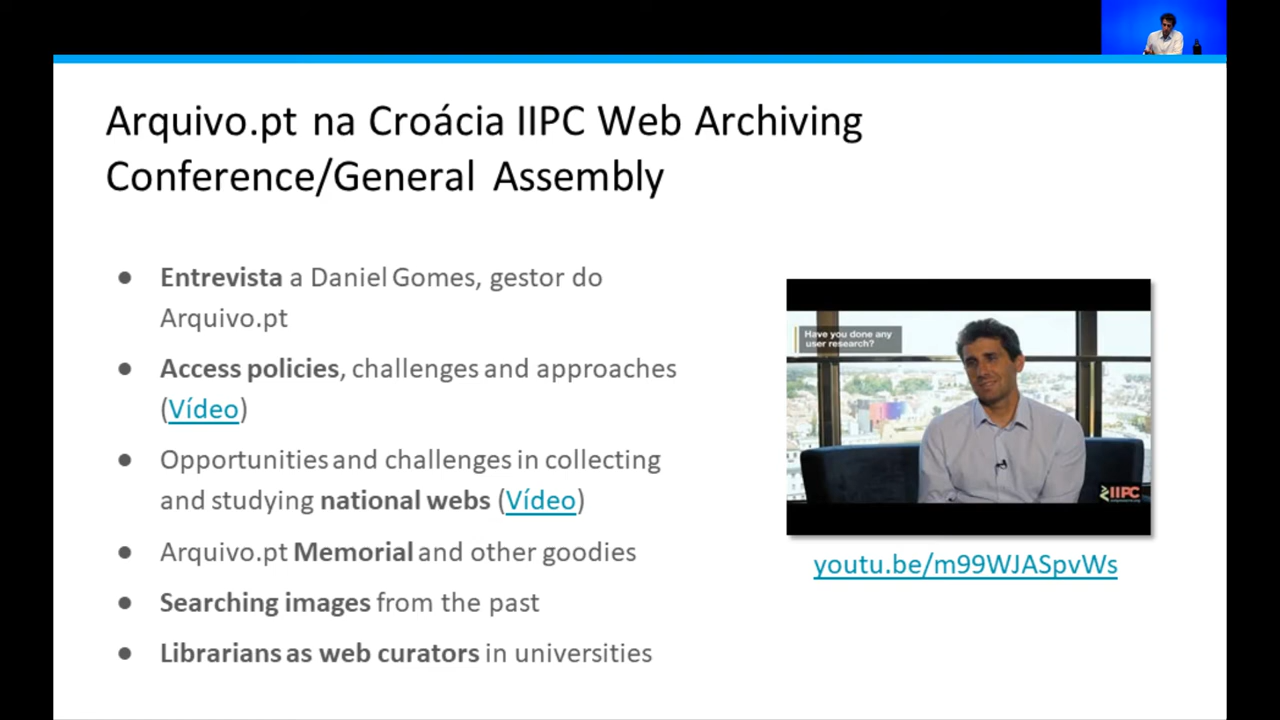 Arquivo.pt na Croácia IIPC Web Archiving
Conference/General Assembly
● Entrevista a Daniel Gomes, gestor do
Arquivo.pt
● Access policies, challenges and approaches
(Vídeo)
● Opportunities and challenges in collecting
and studying national webs (Vídeo)
● Arquivo.pt Memorial and other goodies
● Searching images from the past
● Librarians as web curators in universities
Have you done any
user research?
IIPC
youtu.be/m99WJASpvWs